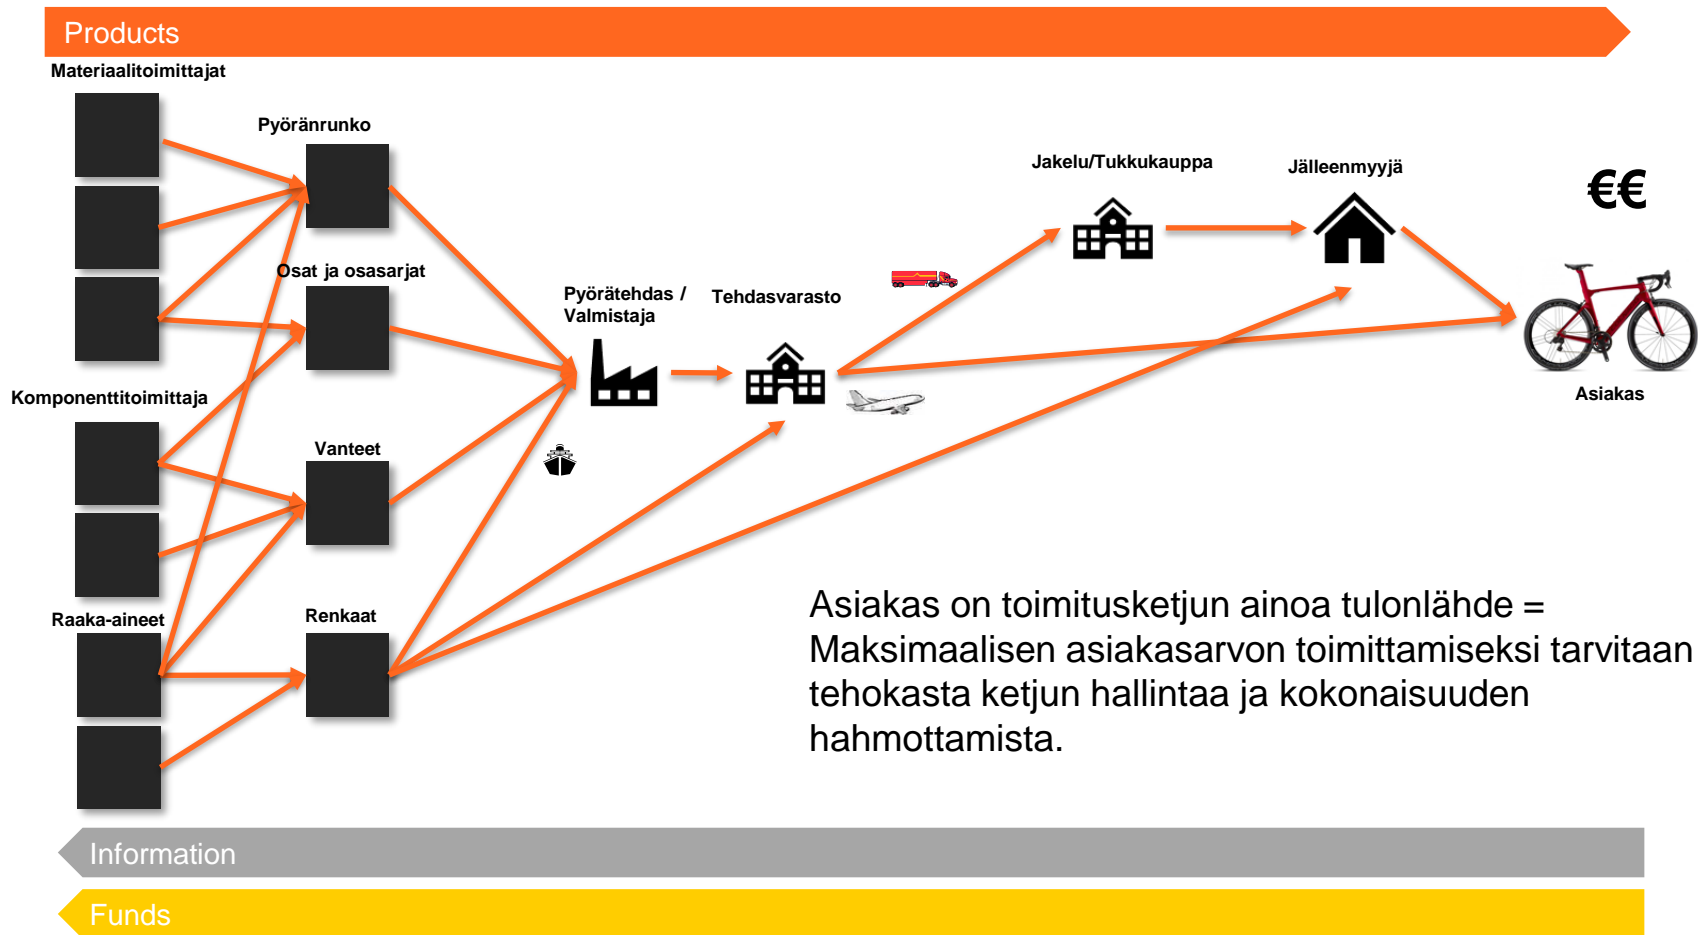 Products
Materiaalitoimittajat
Pyöränrunko
Jakelu/Tukkukauppa
Jälleenmyyjä
€€
Osat ja osasarjat
Pyörätehdas /
Valmistaja
Tehdasvarasto
Asiakas
Komponenttitoimittaja
Vanteet
Raaka-aineet
Renkaat
Asiakas on toimitusketjun ainoa tulonlähde =
Maksimaalisen asiakasarvon toimittamiseksi tarvitaan
tehokasta ketjun hallintaa ja kokonaisuuden
hahmottamista.
Information
Funds